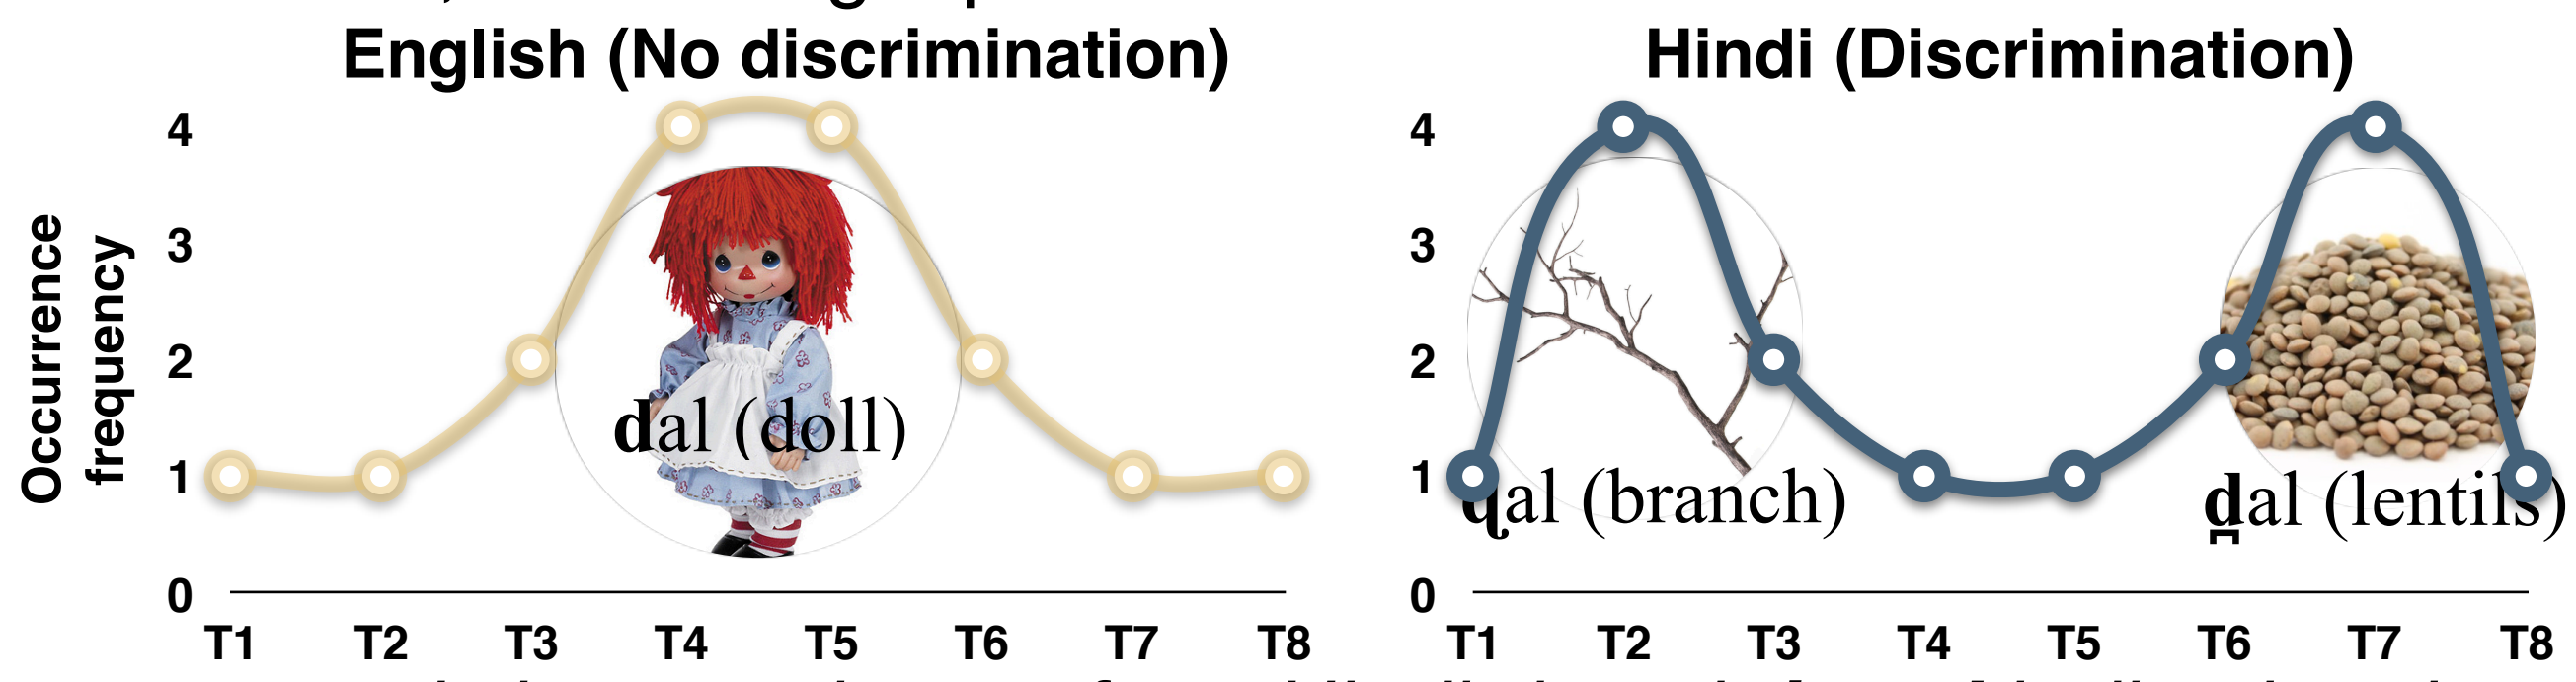 English (No discrimination)
Hindi (Discrimination)
Occurrence
frequency
4
3
2
1
0
dal (doll)
T1 T2 T3 T4 T5 T6 T7 T8
4
3
2
1
0
ɖal (branch)
d̪al (lentils)
T1 T2 T3 T4 T5 T6 T7 T8